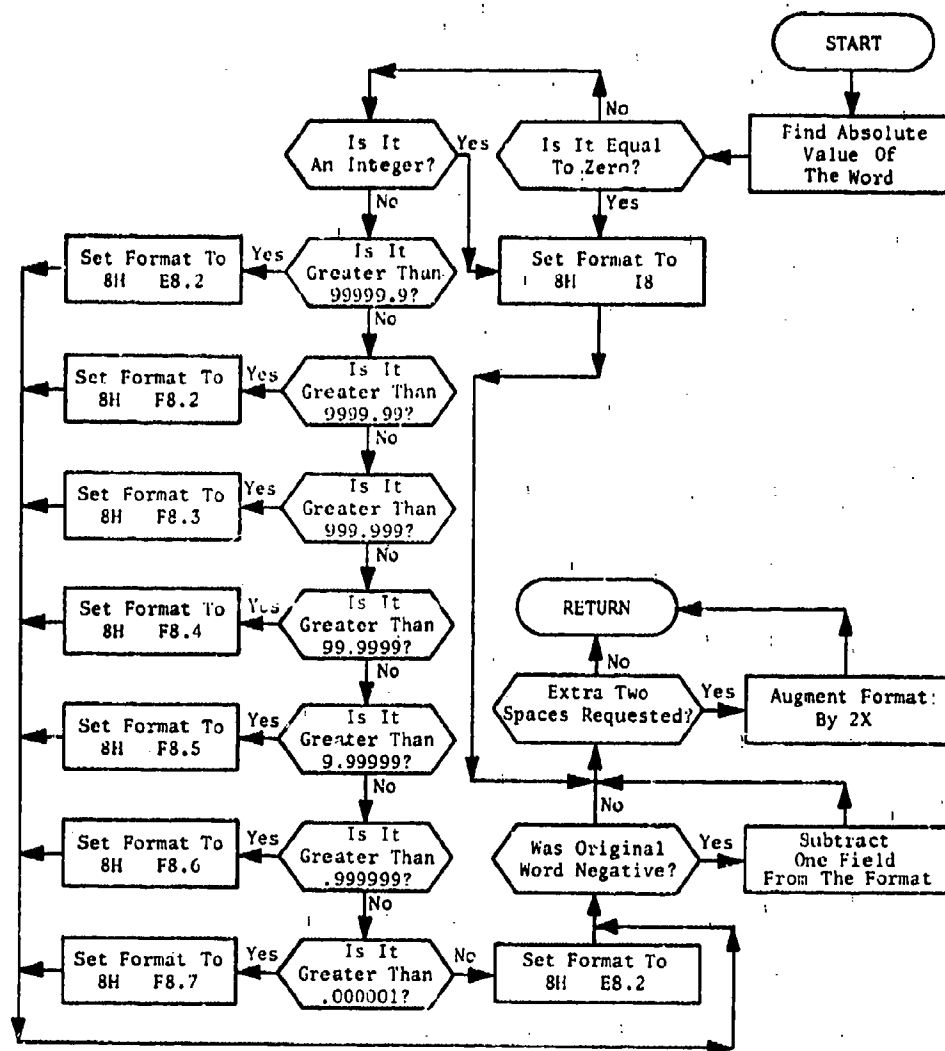 START
Find Absolute
Value Of
The Word
Is It Equal
To Zero?
No
Yes
Is It
An Integer?
Yes
No
Set Format To
8H I8
Is It
Greater Than
99999.9?
Yes
No
Set Format To
8H E8.2
Is It
Greater Than
9999.99?
Yes
No
Set Format To
8H F8.2
Is It
Greater Than
999.999?
Yes
No
Set Format To
8H F8.3
Is It
Greater Than
99.9999?
Yes
No
Set Format To
8H F8.4
Is It
Greater Than
9.99999?
Yes
No
Set Format To
8H F8.5
Is It
Greater Than
.999999?
Yes
No
Set Format To
8H F8.6
Is It
Greater Than
.000001?
Yes
No
Set Format To
8H F8.7
Set Format To
8H E8.2
Was Original
Word Negative?
Yes
No
Subtract
One Field
From The Format
Extra Two
Spaces Requested?
Yes
No
Augment Format
By 2X
RETURN